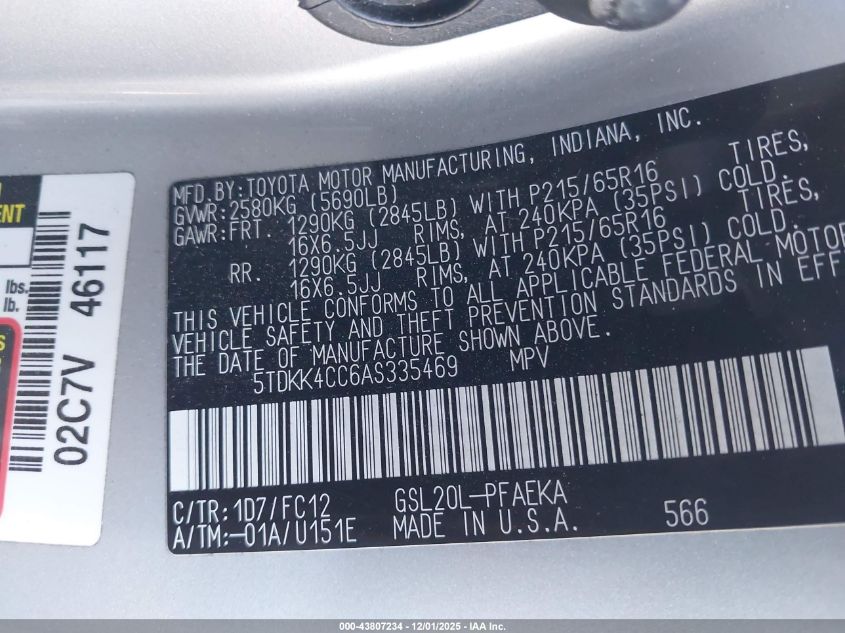 MFD.BY:TOYOTA MOTOR MANUFACTURING, INDIANA, INC.
GVWR:2580KG (5690LB)
GAWR:FRT. 1290KG (2845LB) WITH P215/65R16 TIRES,
16X6.5JJ RIMS, AT 240KPA (35PSI) COLD.
RR. 1290KG (2845LB) WITH P215/65R16 TIRES,
16X6.5JJ RIMS, AT 240KPA (35PSI) COLD.
THIS VEHICLE CONFORMS TO ALL APPLICABLE FEDERAL MOTOR
VEHICLE SAFETY AND THEFT PREVENTION STANDARDS IN EFF
THE DATE OF MANUFACTURE SHOWN ABOVE.
5TDKK4CC6AS335469 MPV
C/TR:1D7/FC12 GSL20L-PFAEKA
A/TM:-01A/U151E MADE IN U.S.A. 566
lbs.
lb.
02C7V 46117
000-43807234 - 12/01/2025 - IAA Inc.